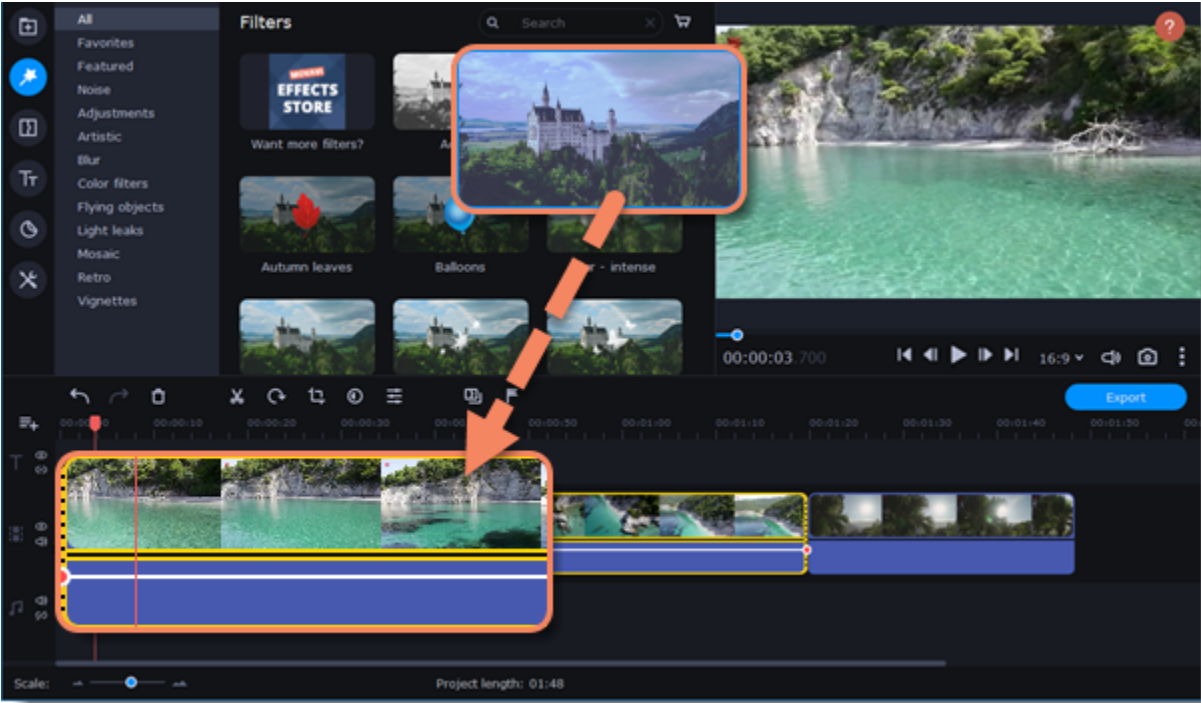 All
Favorites
Featured
Noise
Adjustments
Artistic
Blur
Color filters
Flying objects
Light leaks
Mosaic
Retro
Vignettes
Filters
Search
MOVAVI
EFFECTS
STORE
Want more filters?
Autumn leaves
Balloons
- intense
?
00:00:03.700
16:9
Export
00:00:10
00:00:20
00:00:30
00:00:50
00:01:00
00:01:10
00:01:20
00:01:30
00:01:40
00:01:50
Scale:
Project length: 01:48